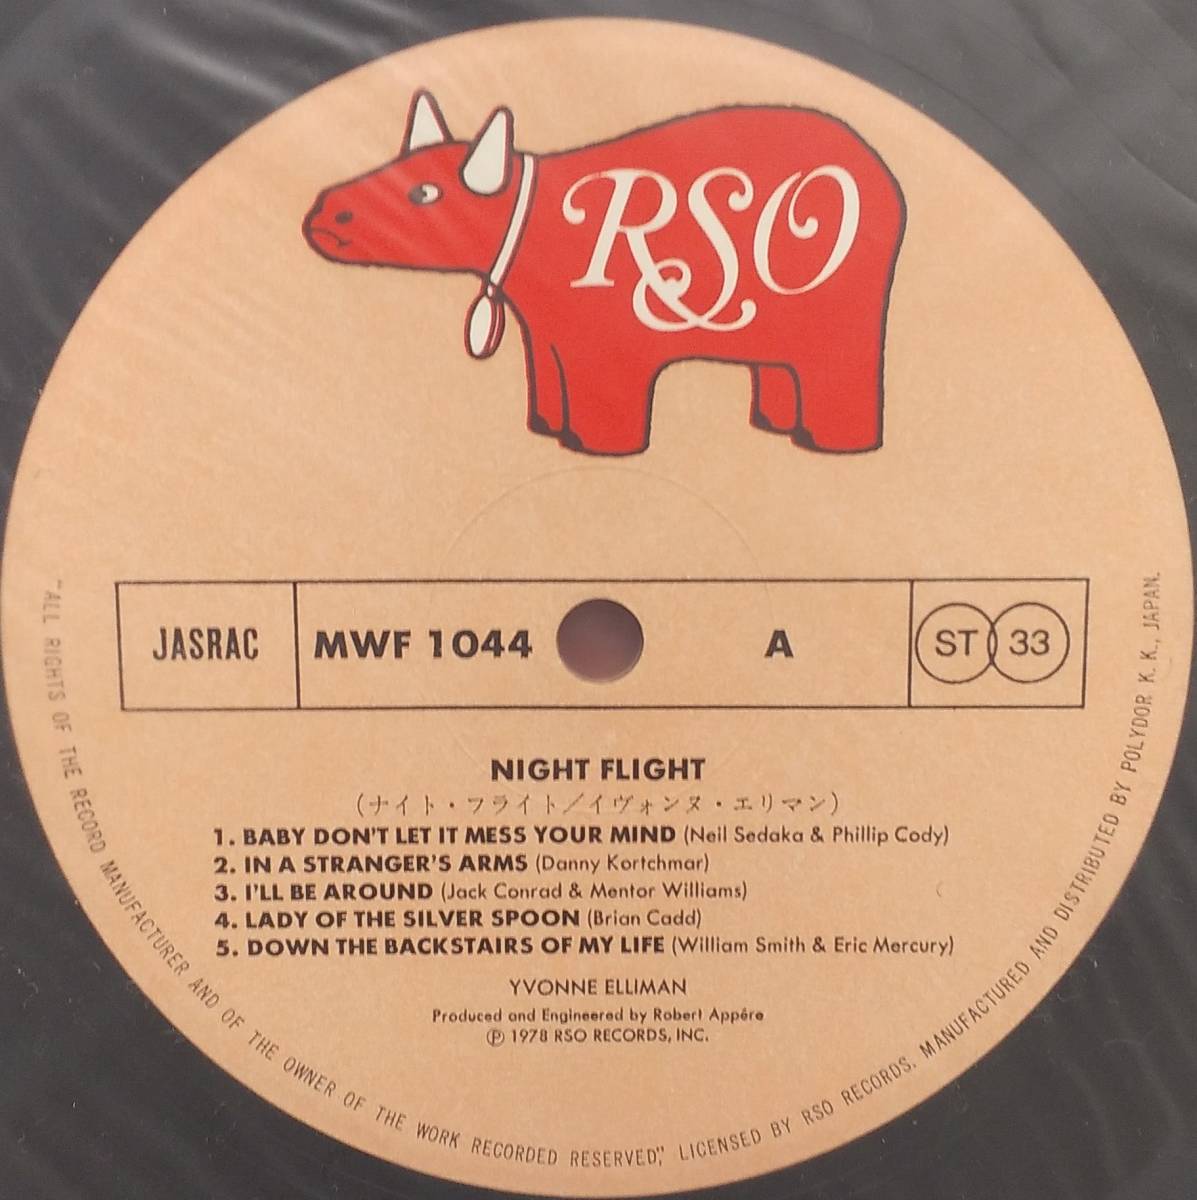 RSO
JASRAC MWF 1044 A ST 33
NIGHT FLIGHT
(ナイト・フライト/イヴォンヌ・エリマン)
1. BABY DON'T LET IT MESS YOUR MIND (Neil Sedaka & Phillip Cody)
2. IN A STRANGER'S ARMS (Danny Kortchmar)
3. I'LL BE AROUND (Jack Conrad & Mentor Williams)
4. LADY OF THE SILVER SPOON (Brian Cadd)
5. DOWN THE BACKSTAIRS OF MY LIFE (William Smith & Eric Mercury)
YVONNE ELLIMAN
Produced and Engineered by Robert Appére
Ⓟ 1978 RSO RECORDS, INC.
"ALL RIGHTS OF THE RECORD MANUFACTURER AND OF THE OWNER OF THE WORK RECORDED RESERVED," LICENSED BY RSO RECORDS. MANUFACTURED AND DISTRIBUTED BY POLYDOR K. K., JAPAN.